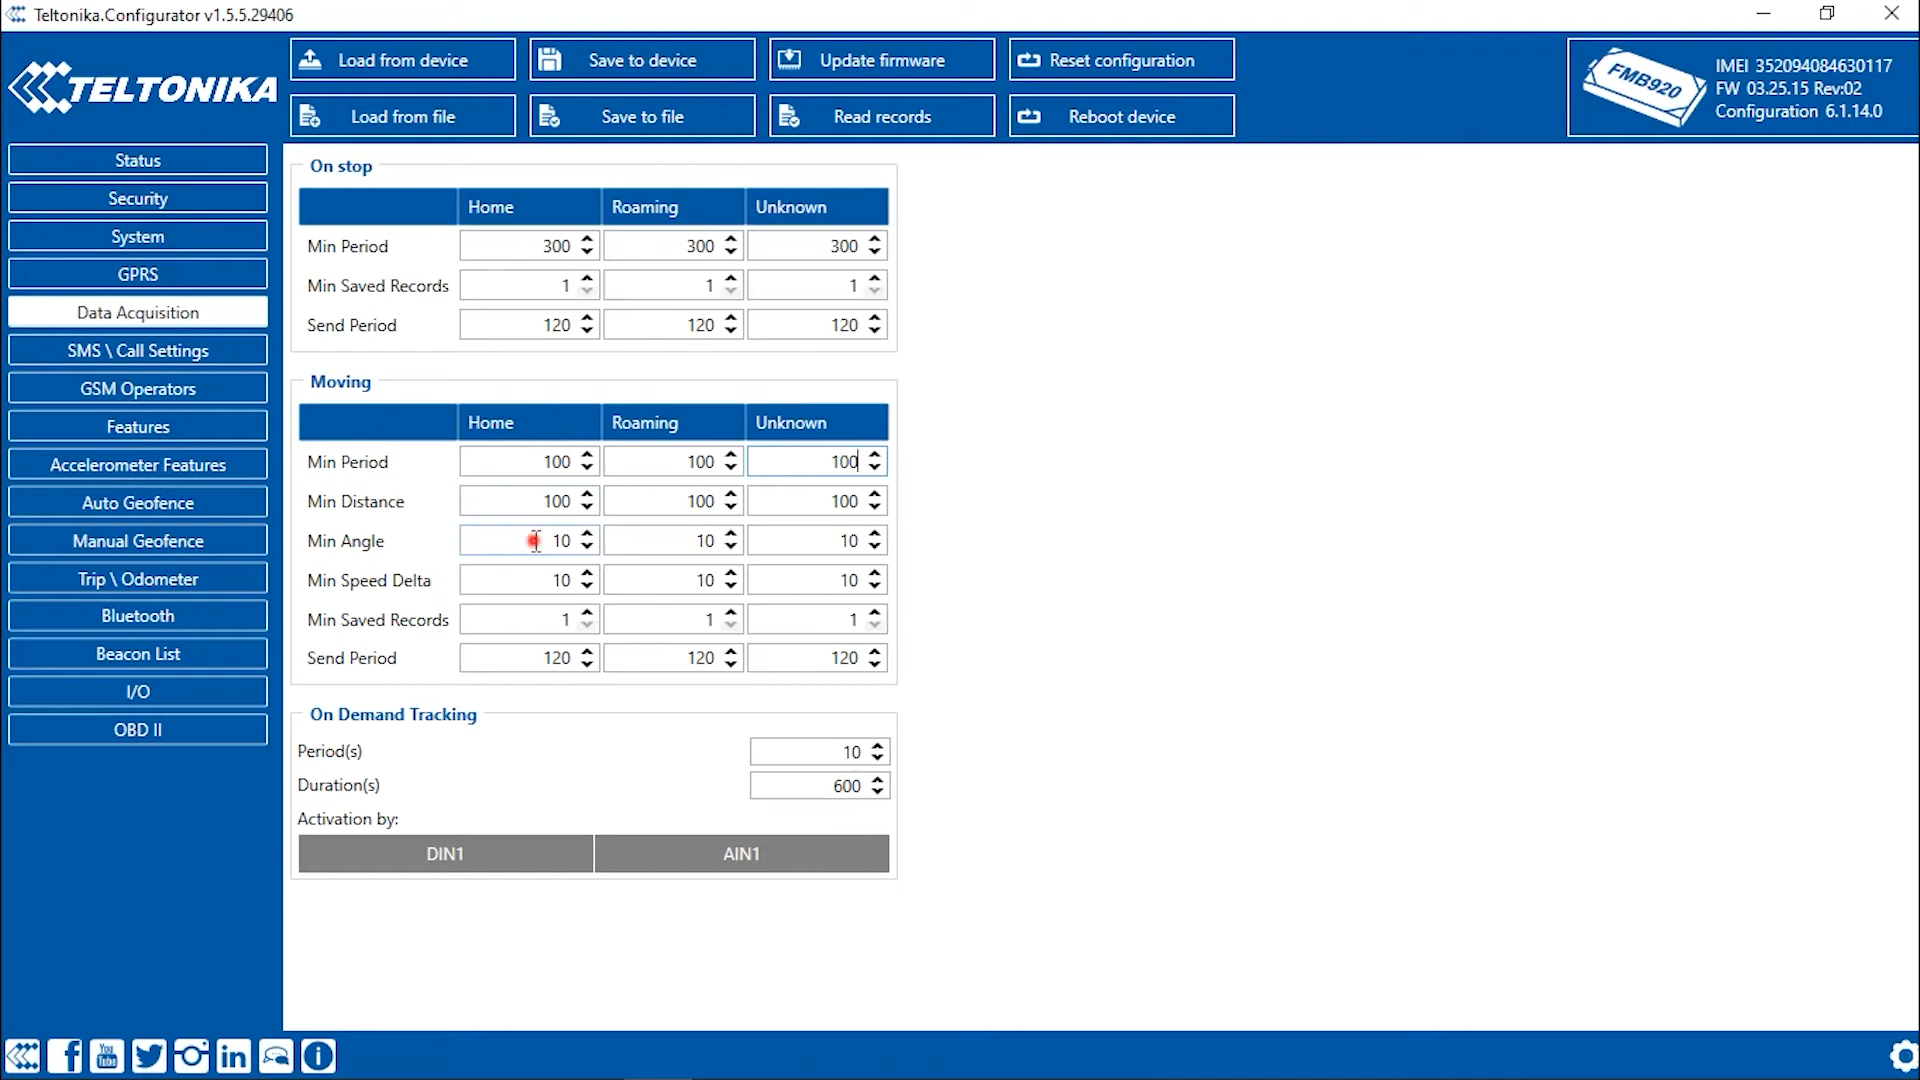 Teltonika.Configurator v1.5.5.29406
TELTONIKA
Load from device
Save to device
Update firmware
Reset configuration
Load from file
Save to file
Read records
Reboot device
FMB920
IMEI 352094084630117
FW 03.25.15 Rev:02
Configuration 6.1.14.0
Status
Security
System
GPRS
Data Acquisition
SMS \ Call Settings
GSM Operators
Features
Accelerometer Features
Auto Geofence
Manual Geofence
Trip \ Odometer
Bluetooth
Beacon List
I/O
OBD II
On stop
Home Roaming Unknown
Min Period 300 300 300
Min Saved Records 1 1 1
Send Period 120 120 120
Moving
Home Roaming Unknown
Min Period 100 100 100
Min Distance 100 100 100
Min Angle 10 10 10
Min Speed Delta 10 10 10
Min Saved Records 1 1 1
Send Period 120 120 120
On Demand Tracking
Period(s) 10
Duration(s) 600
Activation by:
DIN1 AIN1
You Tube
in